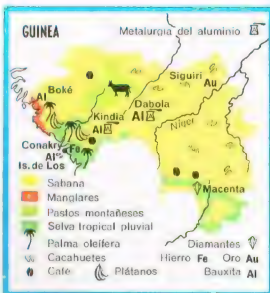 GUINEA
Metalurgia del aluminio
Siguiri
Au
Boké
Al
Dabola
Al
Kindia
Al
Níger
Conakry
Fe
Al
Is. de Los
Macenta
Sabana
Manglares
Pastos montañeses
Selva tropical pluvial
Palma oleífera
Diamantes
Cacahuetes
Hierro Fe Oro Au
Café
Plátanos
Bauxita Al